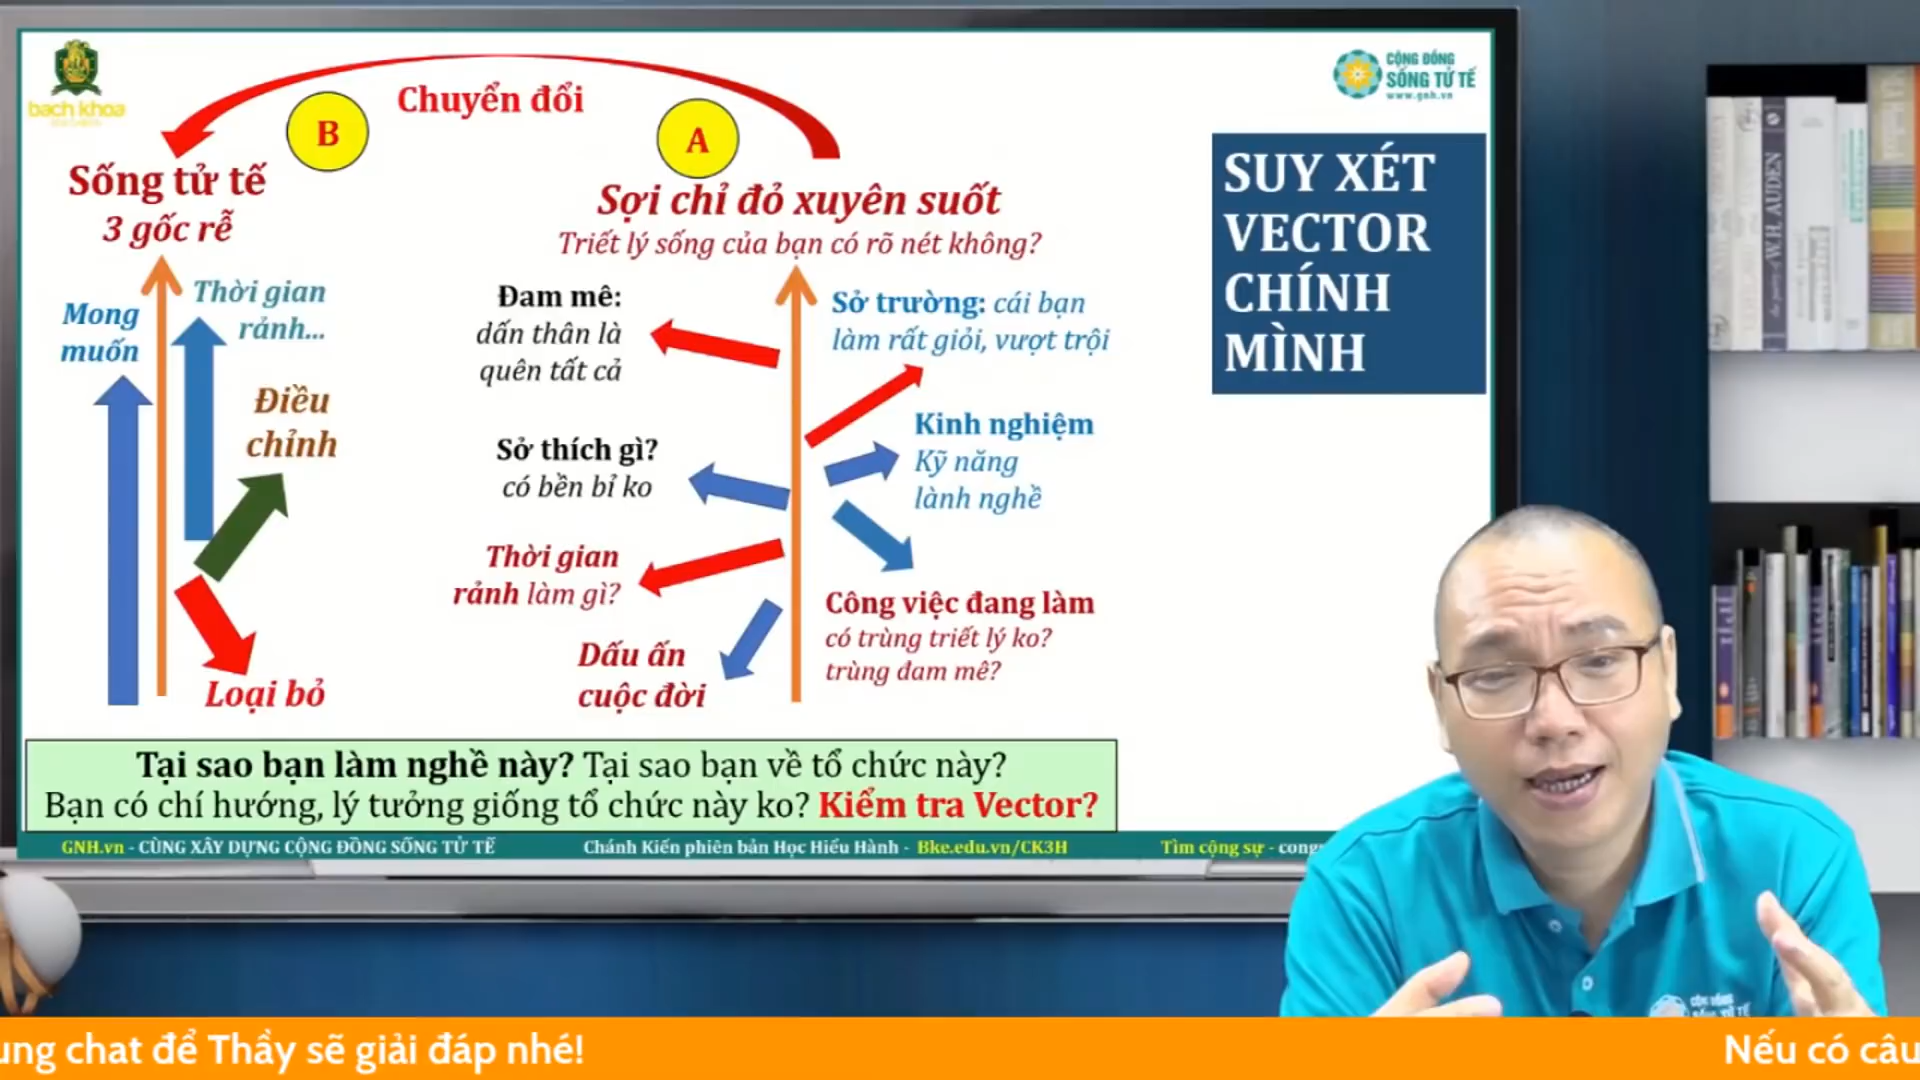 bach khoa
CỘNG ĐỒNG
SỐNG TỬ TẾ
www.gnh.vn
Chuyển đổi
B
A
Sống tử tế
3 gốc rễ
Mong
muốn
Thời gian
rảnh...
Điều
chỉnh
Loại bỏ
Sợi chỉ đỏ xuyên suốt
Triết lý sống của bạn có rõ nét không?
Đam mê:
dấn thân là
quên tất cả
Sở trường: cái bạn
làm rất giỏi, vượt trội
Sở thích gì?
có bền bỉ ko
Kinh nghiệm
Kỹ năng
lành nghề
Thời gian
rảnh làm gì?
Công việc đang làm
có trùng triết lý ko?
trùng đam mê?
Dấu ấn
cuộc đời
SUY XÉT
VECTOR
CHÍNH
MÌNH
Tại sao bạn làm nghề này? Tại sao bạn về tổ chức này?
Bạn có chí hướng, lý tưởng giống tổ chức này ko? Kiểm tra Vector?
GNH.vn - CÙNG XÂY DỰNG CỘNG ĐỒNG SỐNG TỬ TẾ
Chánh Kiến phiên bản Học Hiểu Hành - Bke.edu.vn/CK3H
Tìm cộng sự - cong
W. H. AUDEN
CỘNG ĐỒNG
SỐNG TỬ TẾ
ung chat để Thầy sẽ giải đáp nhé!
Nếu có câu